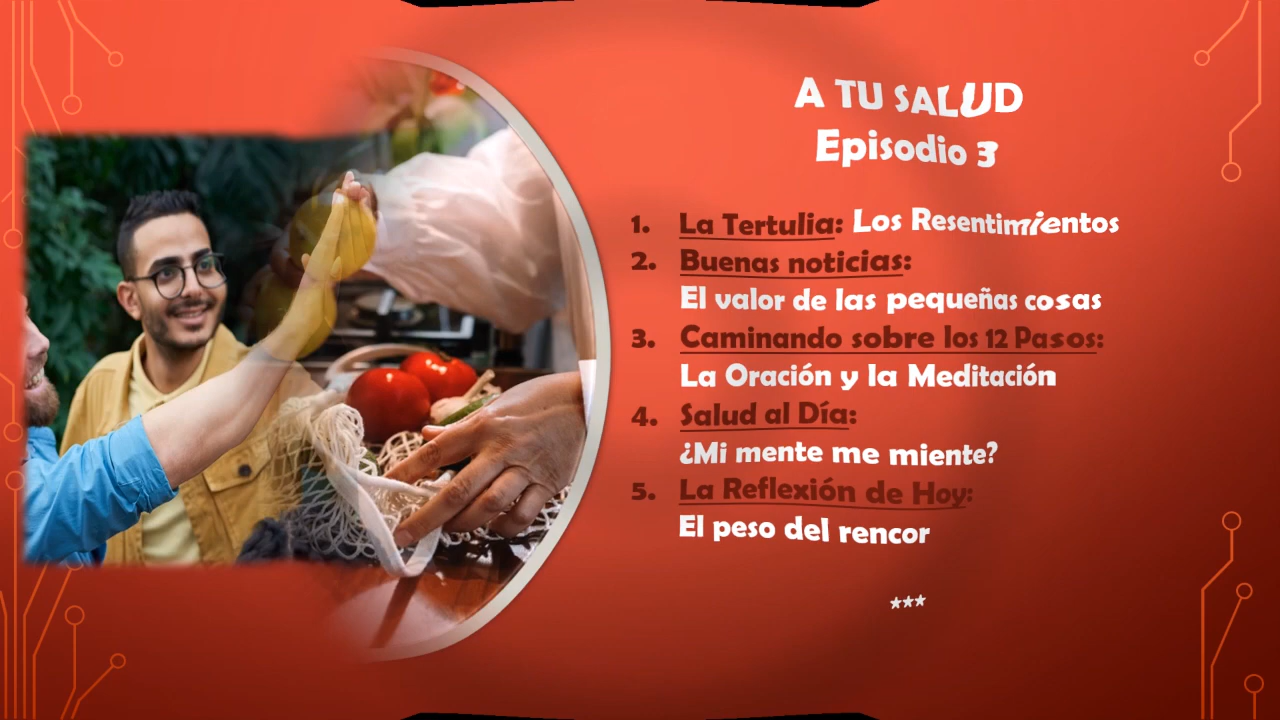 A TU SALUD
Episodio 3
1. La Tertulia: Los Resentimientos
2. Buenas noticias:
El valor de las pequeñas cosas
3. Caminando sobre los 12 Pasos:
La Oración y la Meditación
4. Salud al Día:
¿Mi mente me miente?
5. La Reflexión de Hoy:
El peso del rencor
***